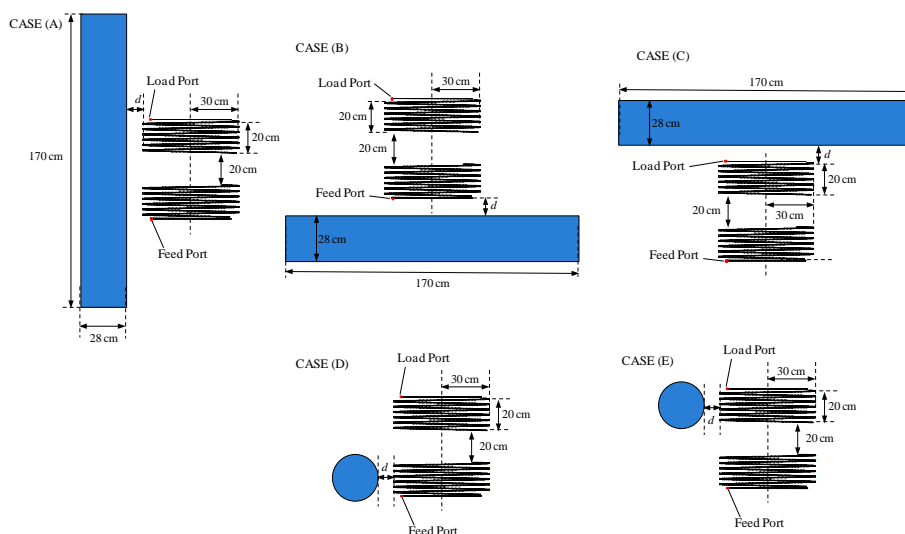 CASE (A)
170 cm
28 cm
d
Load Port
30 cm
20 cm
20 cm
Feed Port
CASE (B)
Load Port
30 cm
20 cm
20 cm
Feed Port
d
28 cm
170 cm
CASE (C)
170 cm
28 cm
d
Load Port
20 cm
20 cm
30 cm
Feed Port
CASE (D)
Load Port
30 cm
20 cm
20 cm
d
Feed Port
CASE (E)
Load Port
30 cm
20 cm
d
20 cm
Feed Port